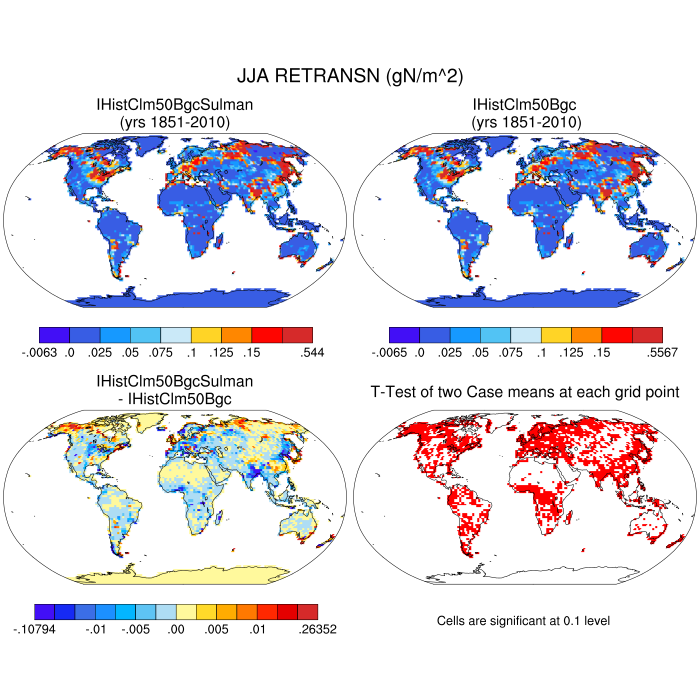 JJA RETRANSN (gN/m^2)
IHistClm50BgcSulman
(yrs 1851-2010)
IHistClm50Bgc
(yrs 1851-2010)
-.0063 .0 .025 .05 .075 .1 .125 .15 .544
-.0065 .0 .025 .05 .075 .1 .125 .15 .5567
IHistClm50BgcSulman
- IHistClm50Bgc
T-Test of two Case means at each grid point
-.10794 -.01 -.005 .00 .005 .01 .26352
Cells are significant at 0.1 level